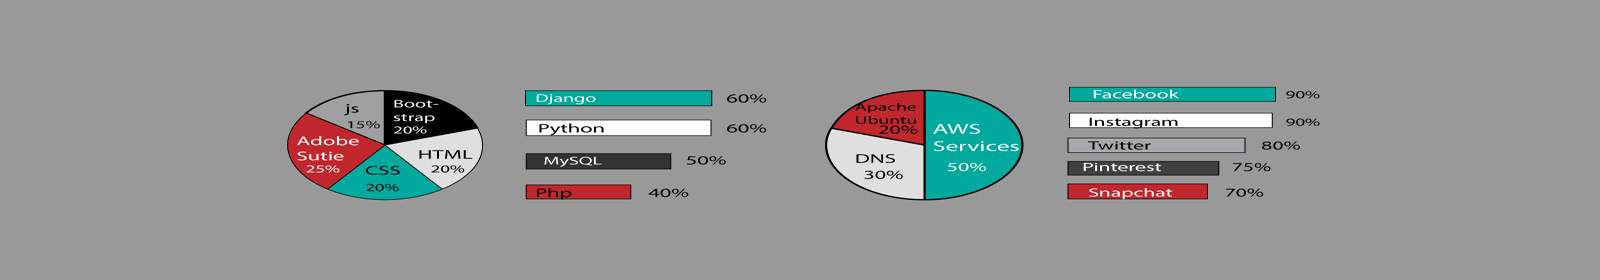 js
15%
Boot-
strap
20%
Adobe
Sutie
25%
CSS
20%
HTML
20%
Django
60%
Python
60%
MySQL
50%
Php
40%
Apache
Ubuntu
20%
AWS
Services
50%
DNS
30%
Facebook
90%
Instagram
90%
Twitter
80%
Pinterest
75%
Snapchat
70%